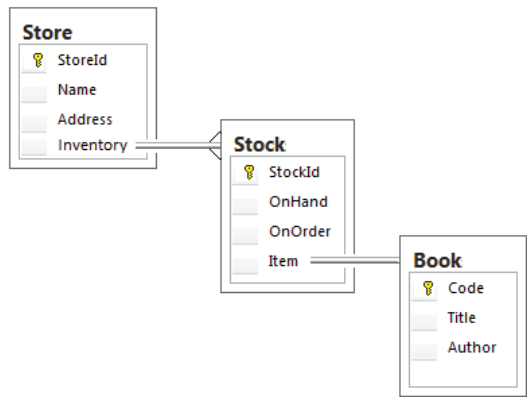 Store
StoreId
Name
Address
Inventory
Stock
StockId
OnHand
OnOrder
Item
Book
Code
Title
Author